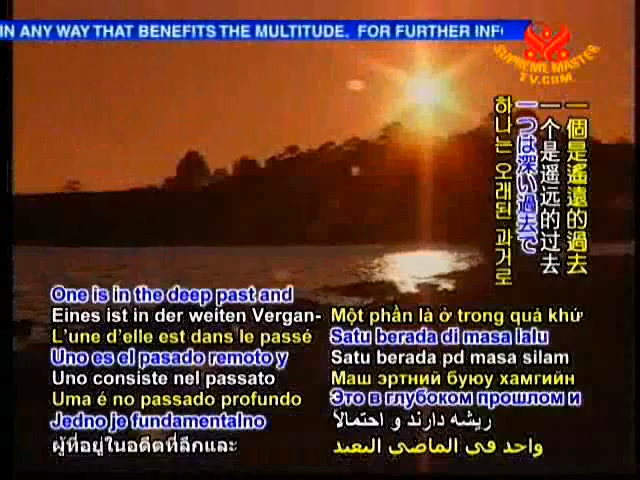 IN ANY WAY THAT BENEFITS THE MULTITUDE. FOR FURTHER INFO
SUPREME MASTER
TV.COM
一個是遙遠的過去
一个是遥远的过去
一つは深い過去で
하나는 오래된 과거로
One is in the deep past and
Eines ist in der weiten Vergan-
L'une d'elle est dans le passé
Uno es el pasado remoto y
Uno consiste nel passato
Uma é no passado profundo
Jedno je fundamentalno
ผู้ที่อยู่ในอดีตที่ลึกและ
Một phần là ở trong quá khứ
Satu berada di masa lalu
Satu berada pd masa silam
Маш эртний буюу хамгийн
Это в глубоком прошлом и
ریشه دارند و احتمالاً
واحد في الماضي البعيد